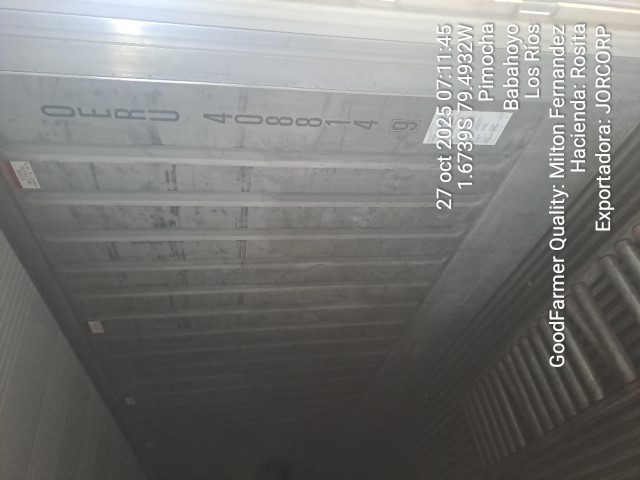 OERU 408814 9
27 oct 2025 07:11:45
1.6739S 79.4932W
Pimocha
Babahoyo
Los Ríos
GoodFarmer Quality: Milton Fernandez
Hacienda: Rosita
Exportadora: JORCORP